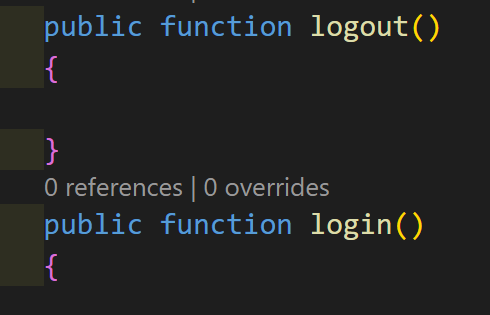 public function logout()
{
}
0 references | 0 overrides
public function login()
{